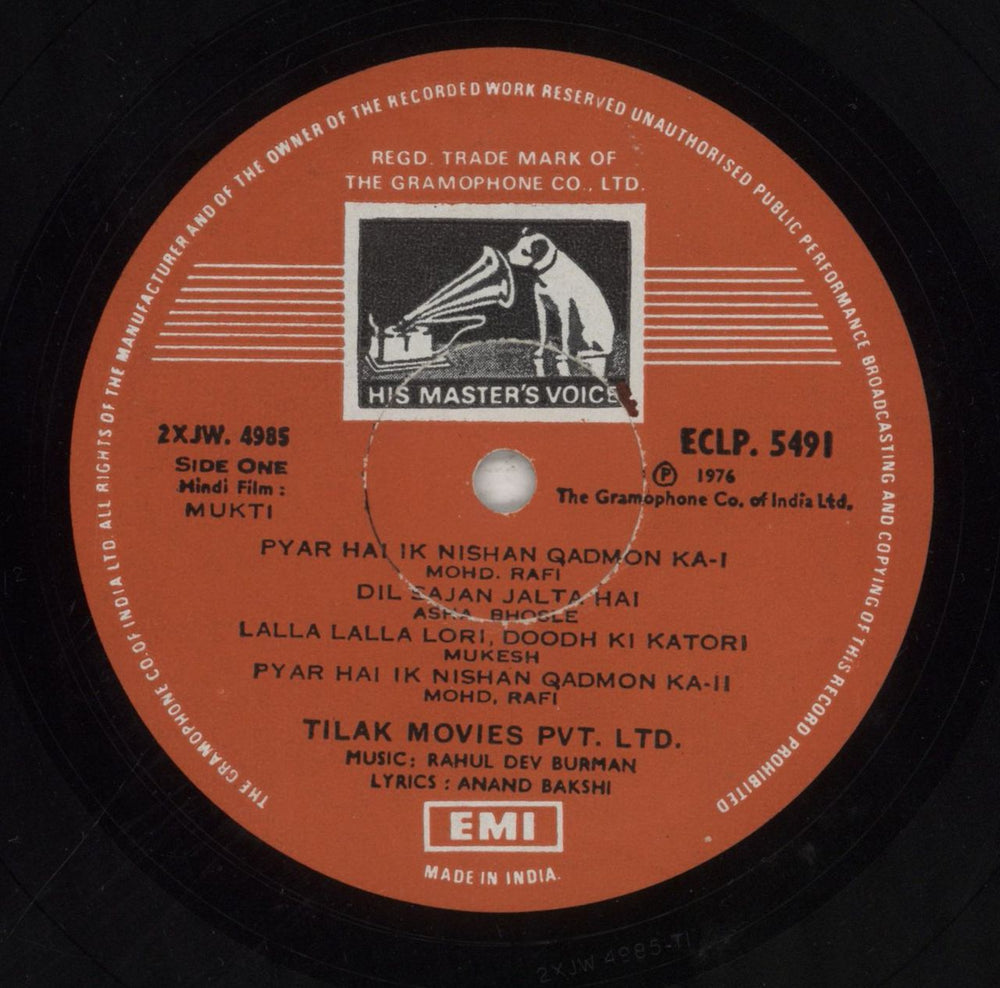 THE GRAMOPHONE CO. OF INDIA LTD. ALL RIGHTS OF THE MANUFACTURER AND OF THE OWNER OF THE RECORDED WORK RESERVED UNAUTHORISED PUBLIC PERFORMANCE BROADCASTING AND COPYING OF THIS RECORD PROHIBITED
REGD. TRADE MARK OF
THE GRAMOPHONE CO., LTD.
HIS MASTER'S VOICE
2XJW. 4985
SIDE ONE
Hindi Film :
MUKTI
ECLP. 5491
Ⓟ 1976
The Gramophone Co. of India Ltd.
PYAR HAI IK NISHAN QADMON KA-I
MOHD. RAFI
DIL SAJAN JALTA HAI
ASHA BHOSLE
LALLA LALLA LORI, DOODH KI KATORI
MUKESH
PYAR HAI IK NISHAN QADMON KA-II
MOHD, RAFI
TILAK MOVIES PVT. LTD.
MUSIC: RAHUL DEV BURMAN
LYRICS : ANAND BAKSHI
EMI
MADE IN INDIA.
12
2XJW 4985-T1